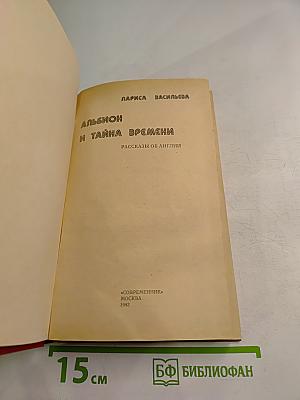 ЛАРИСА ВАСИЛЬЕВА
АЛЬБИОН
И ТАЙНА ВРЕМЕНИ
РАССКАЗЫ ОБ АНГЛИИ
«СОВРЕМЕННИК»
МОСКВА
1982
15 см
БФ БИБЛИОФАН